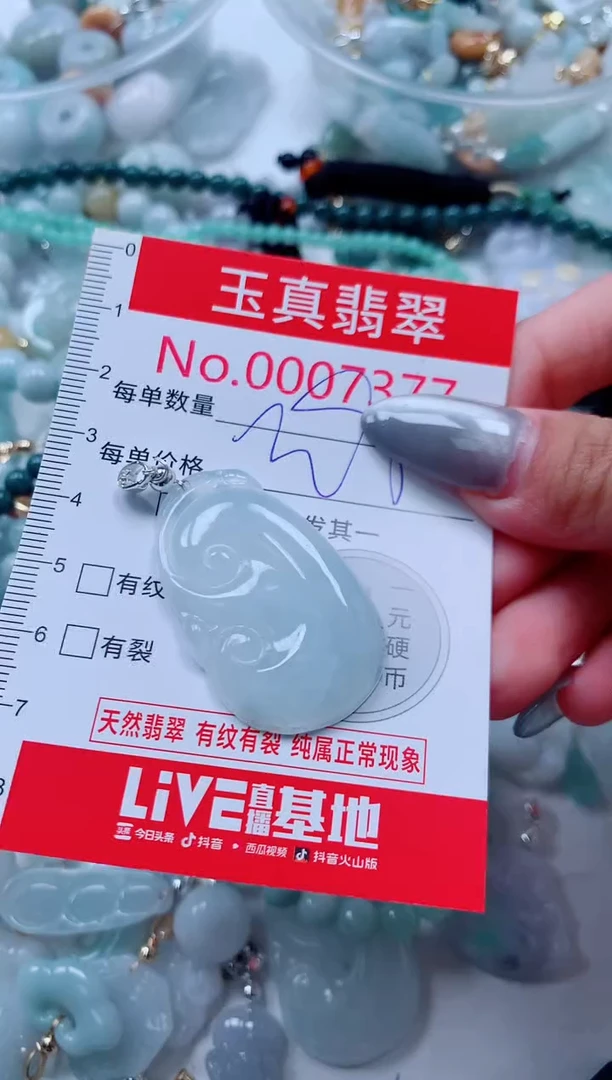 0
玉真翡翠
1
No.0007377
2
每单数量
3
每单价格
4
发其一
5
有纹
一
元
6
有裂
硬
币
7
天然翡翠 有纹有裂 纯属正常现象
LiVE直播基地
头条 今日头条 抖音 西瓜视频 抖音火山版